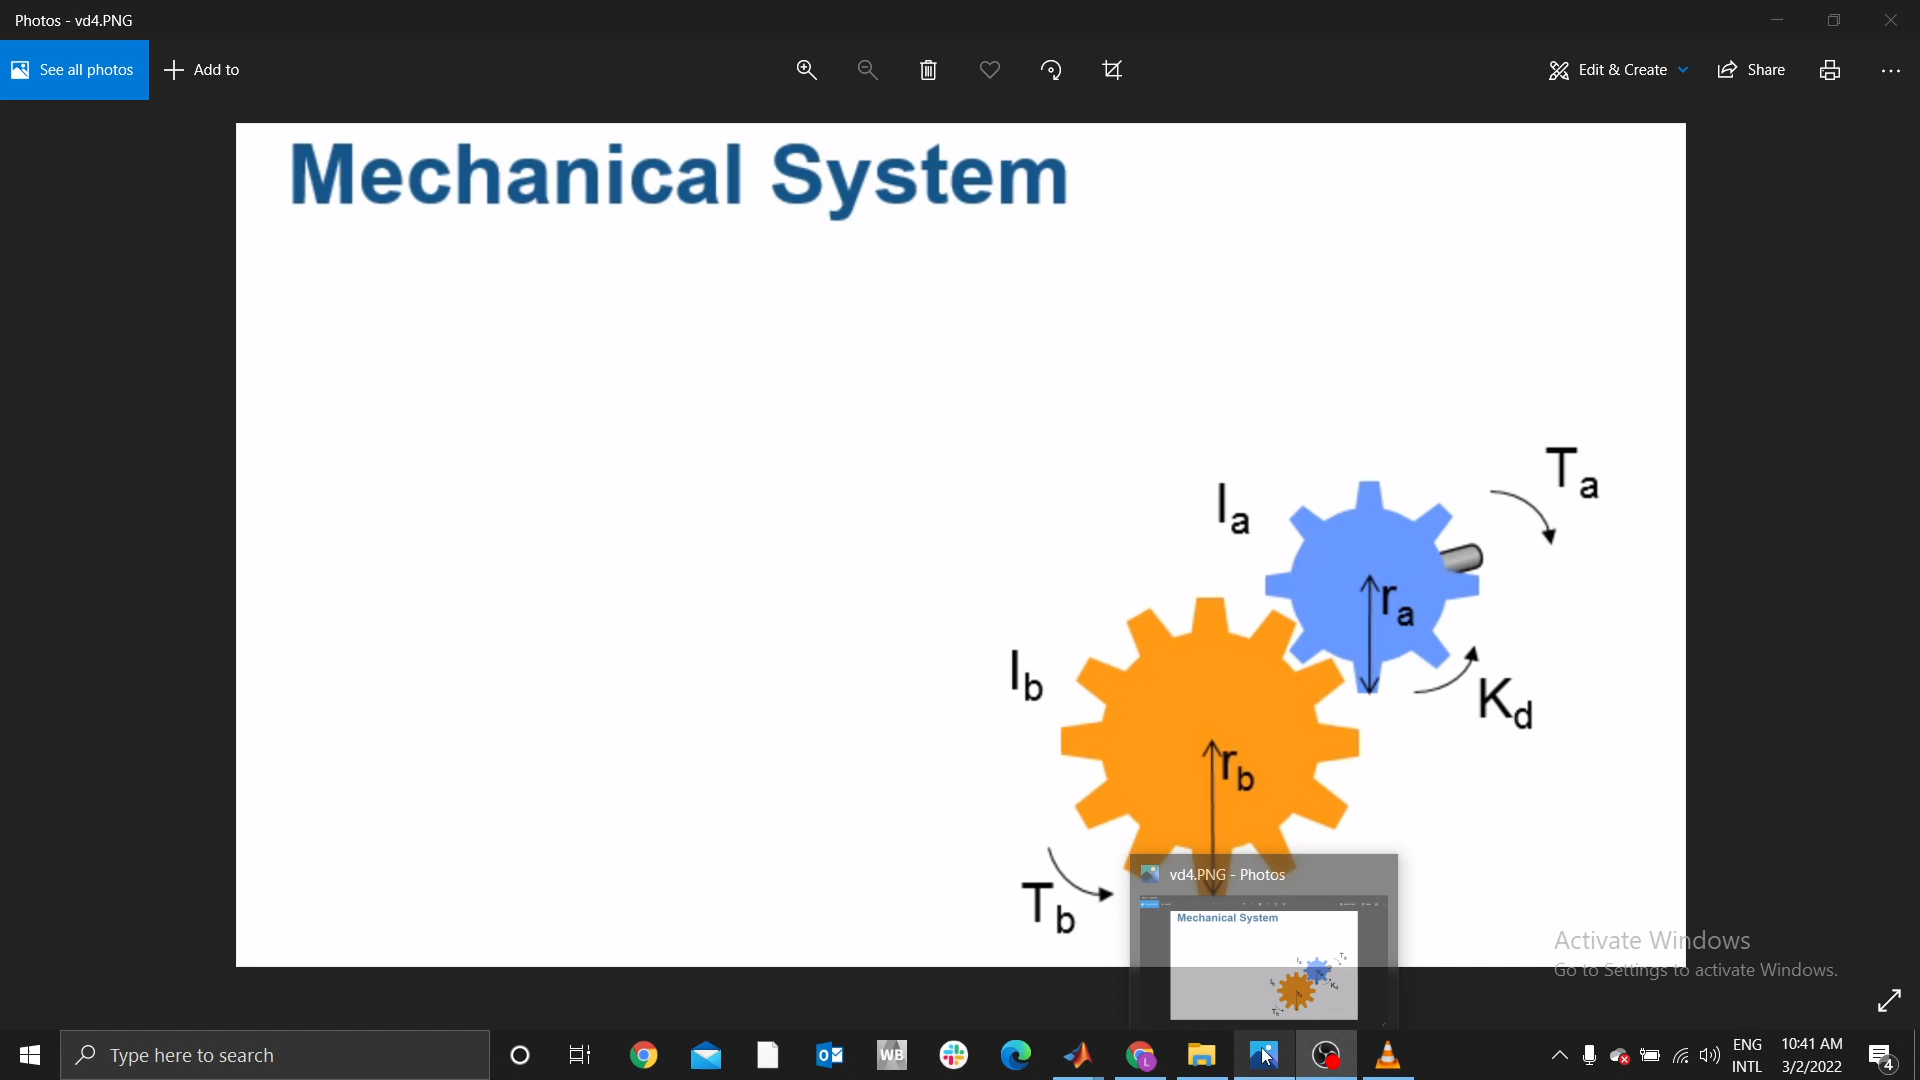 Photos - vd4.PNG
See all photos
Add to
Edit & Create
Share
Mechanical System
Ta
Ia
ra
Kd
Ib
rb
Tb
vd4.PNG - Photos
Mechanical System
Activate Windows
Go to Settings to activate Windows.
Type here to search
WB
ENG
INTL
10:41 AM
3/2/2022
4